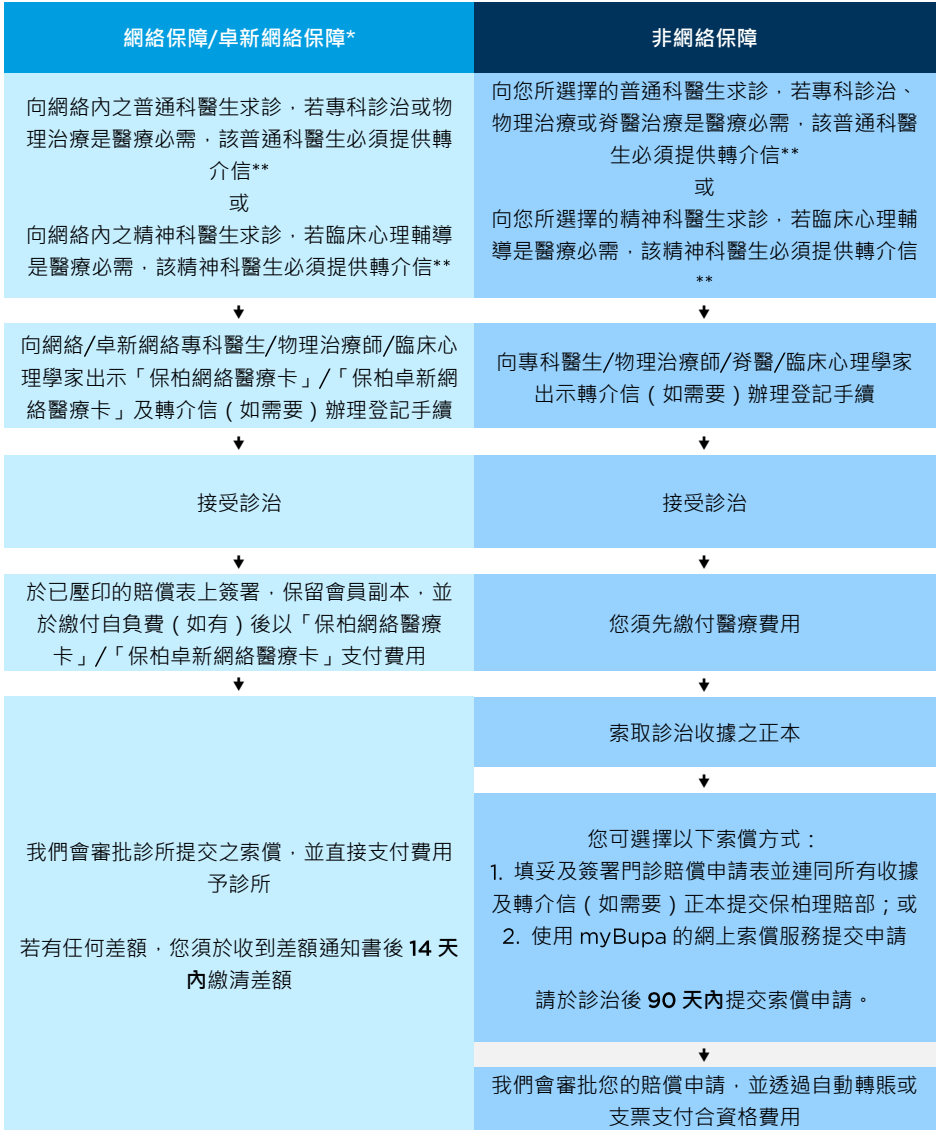 網絡保障/卓新網絡保障*
非網絡保障
向網絡內之普通科醫生求診，若專科診治或物
理治療是醫療必需，該普通科醫生必須提供轉
介信**
或
向網絡內之精神科醫生求診，若臨床心理輔導
是醫療必需，該精神科醫生必須提供轉介信**
向您所選擇的普通科醫生求診，若專科診治、
物理治療或脊醫治療是醫療必需，該普通科醫
生必須提供轉介信**
或
向您所選擇的精神科醫生求診，若臨床心理輔
導是醫療必需，該精神科醫生必須提供轉介信
**
向網絡/卓新網絡專科醫生/物理治療師/臨床心
理學家出示「保柏網絡醫療卡」/「保柏卓新網
絡醫療卡」及轉介信（如需要）辦理登記手續
向專科醫生/物理治療師/脊醫/臨床心理學家
出示轉介信（如需要）辦理登記手續
接受診治
接受診治
於已壓印的賠償表上簽署，保留會員副本，並
於繳付自負費（如有）後以「保柏網絡醫療
卡」/「保柏卓新網絡醫療卡」支付費用
您須先繳付醫療費用
我們會審批診所提交之索償，並直接支付費用
予診所
若有任何差額，您須於收到差額通知書後 14 天
內繳清差額
索取診治收據之正本
您可選擇以下索償方式：
1. 填妥及簽署門診賠償申請表並連同所有收據
及轉介信（如需要）正本提交保柏理賠部；或
2. 使用 myBupa 的網上索償服務提交申請
請於診治後 90 天內提交索償申請。
我們會審批您的賠償申請，並透過自動轉賬或
支票支付合資格費用